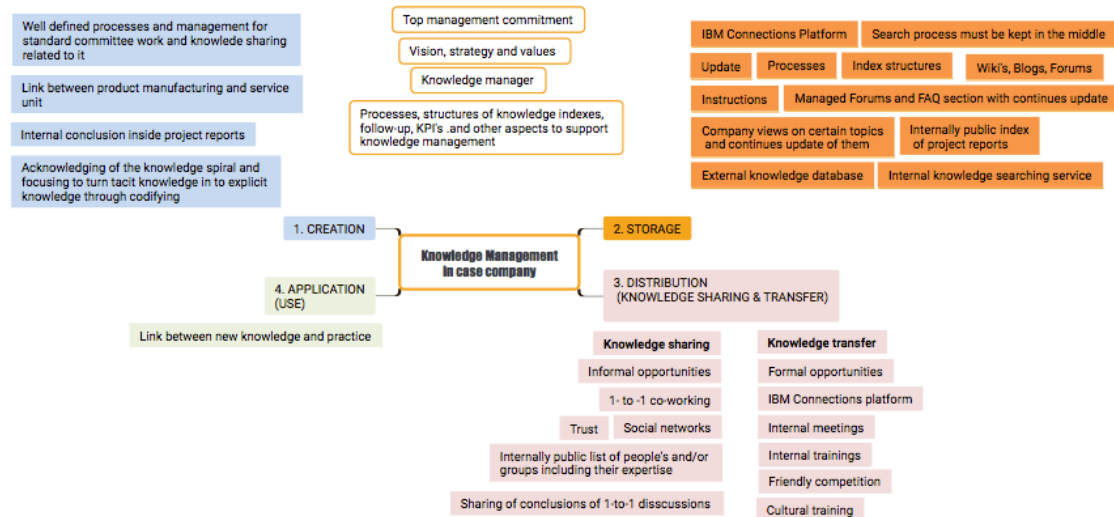 Well defined processes and management for
standard committee work and knowlede sharing
related to it
Link between product manufacturing and service
unit
Internal conclusion inside project reports
Acknowledging of the knowledge spiral and
focusing to turn tacit knowledge in to explicit
knowledge through codifying
Top management commitment
Vision, strategy and values
Knowledge manager
Processes, structures of knowledge indexes,
follow-up, KPI's .and other aspects to support
knowledge management
IBM Connections Platform
Search process must be kept in the middle
Update
Processes
Index structures
Wiki's, Blogs, Forums
Instructions
Managed Forums and FAQ section with continues update
Company views on certain topics
and continues update of them
Internally public index
of project reports
External knowledge database
Internal knowledge searching service
1. CREATION
2. STORAGE
Knowledge Management
In case company
4. APPLICATION
(USE)
3. DISTRIBUTION
(KNOWLEDGE SHARING & TRANSFER)
Link between new knowledge and practice
Knowledge sharing
Informal opportunities
1- to -1 co-working
Trust
Social networks
Internally public list of people's and/or
groups including their expertise
Sharing of conclusions of 1-to-1 disscussions
Knowledge transfer
Formal opportunities
IBM Connections platform
Internal meetings
Internal trainings
Friendly competition
Cultural training